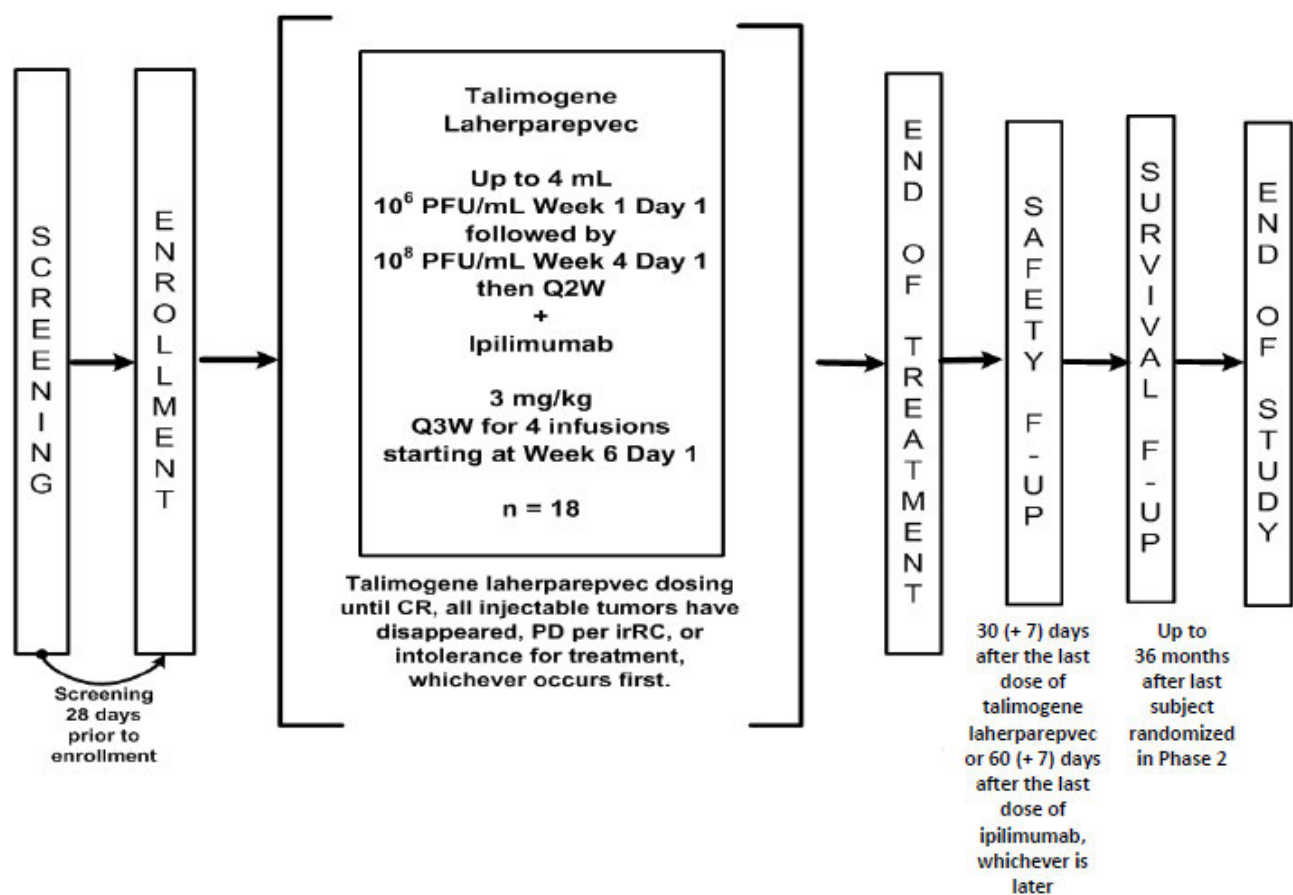 SCREENING
ENROLLMENT
Screening
28 days
prior to
enrollment
Talimogene
Laherparepvec
Up to 4 mL
10⁶ PFU/mL Week 1 Day 1
followed by
10⁸ PFU/mL Week 4 Day 1
then Q2W
+
Ipilimumab
3 mg/kg
Q3W for 4 infusions
starting at Week 6 Day 1
n = 18
Talimogene laherparepvec dosing
until CR, all injectable tumors have
disappeared, PD per irRC, or
intolerance for treatment,
whichever occurs first.
END OF TREATMENT
SAFETY F-UP
30 (+ 7) days
after the last
dose of
talimogene
laherparepvec
or 60 (+ 7) days
after the last
dose of
ipilimumab,
whichever is
later
SURVIVAL F-UP
Up to
36 months
after last
subject
randomized
in Phase 2
END OF STUDY